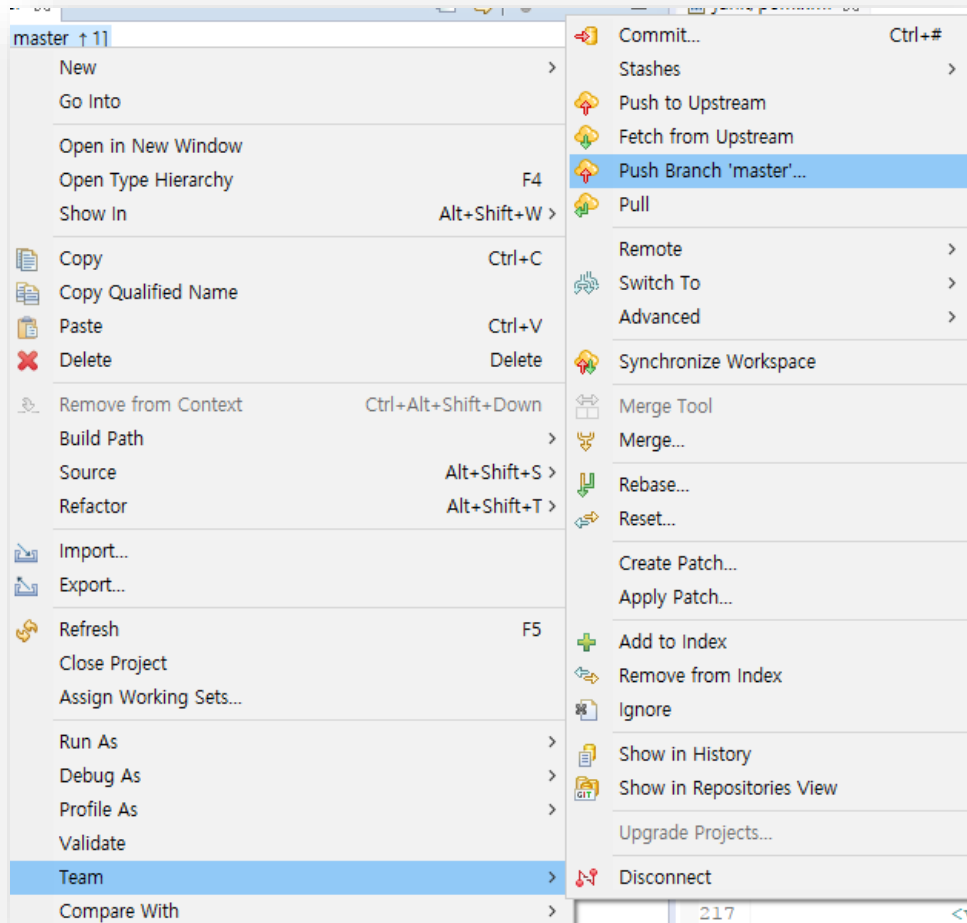 master ↑ 1]
New
Go Into
Open in New Window
Open Type Hierarchy F4
Show In Alt+Shift+W
Copy Ctrl+C
Copy Qualified Name
Paste Ctrl+V
Delete Delete
Remove from Context Ctrl+Alt+Shift+Down
Build Path
Source Alt+Shift+S
Refactor Alt+Shift+T
Import...
Export...
Refresh F5
Close Project
Assign Working Sets...
Run As
Debug As
Profile As
Validate
Team
Compare With
Commit... Ctrl+#
Stashes
Push to Upstream
Fetch from Upstream
Push Branch 'master'...
Pull
Remote
Switch To
Advanced
Synchronize Workspace
Merge Tool
Merge...
Rebase...
Reset...
Create Patch...
Apply Patch...
Add to Index
Remove from Index
Ignore
Show in History
GIT
Show in Repositories View
Upgrade Projects...
Disconnect
217